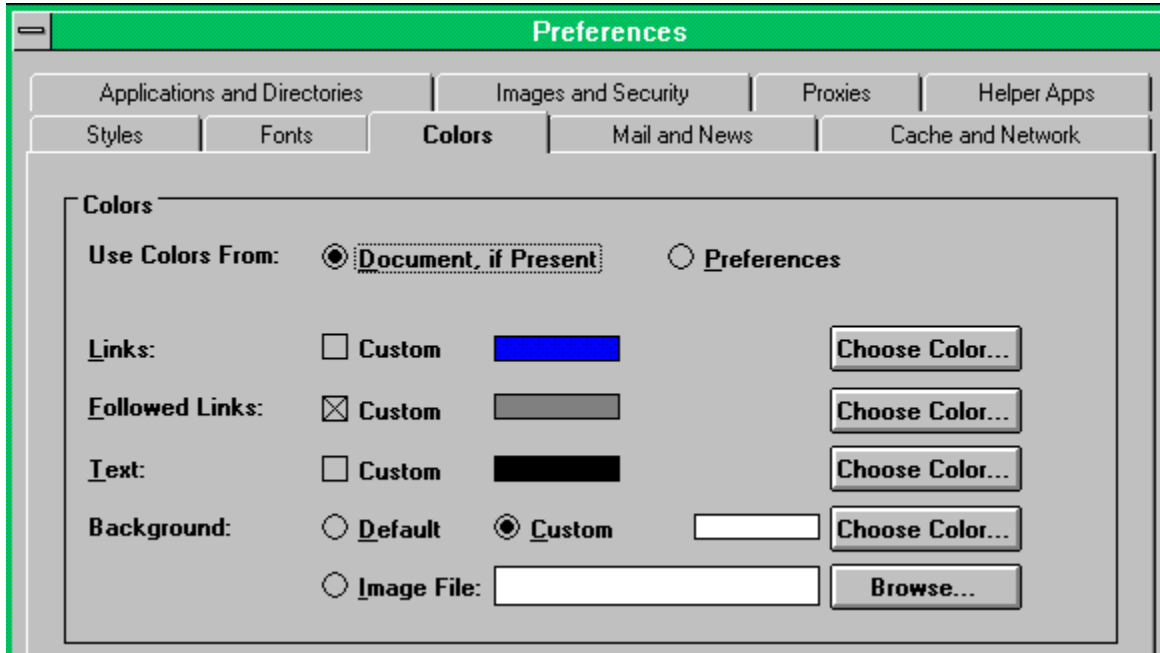 Preferences
Applications and Directories Images and Security Proxies Helper Apps
Styles Fonts Colors Mail and News Cache and Network
Colors
Use Colors From: Document, if Present Preferences
Links: Custom Choose Color...
Followed Links: Custom Choose Color...
Text: Custom Choose Color...
Background: Default Custom Choose Color...
Image File: Browse...